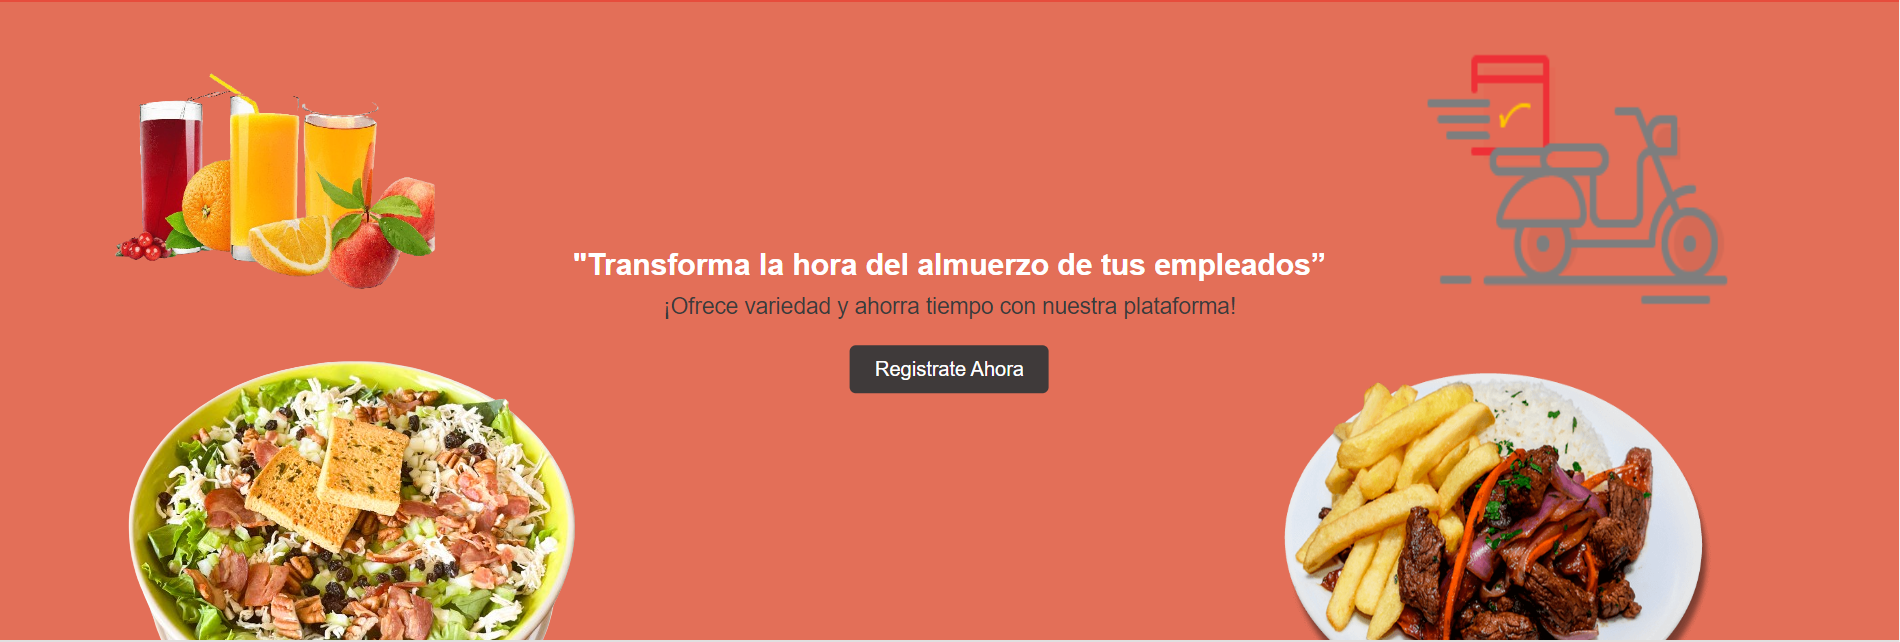 "Transforma la hora del almuerzo de tus empleados”
¡Ofrece variedad y ahorra tiempo con nuestra plataforma!
Registrate Ahora